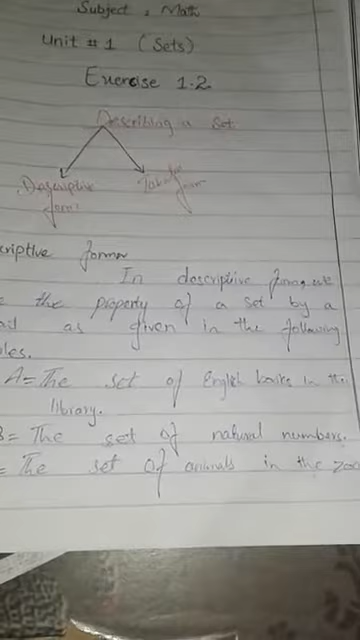 Subject , Math
Unit # 1 ( Sets )
Exercise 1.2
Describing a Set
Descriptive form Tabular form
criptive form
In descriptive form, we
the property of a set by a
as given in the following
les.
A = The set of English books in the
library.
B = The set of natural numbers.
= The set of animals in the zoo